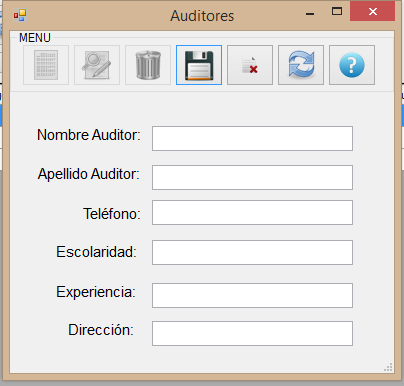 Auditores
MENU
Nombre Auditor:
Apellido Auditor:
Teléfono:
Escolaridad:
Experiencia:
Dirección: